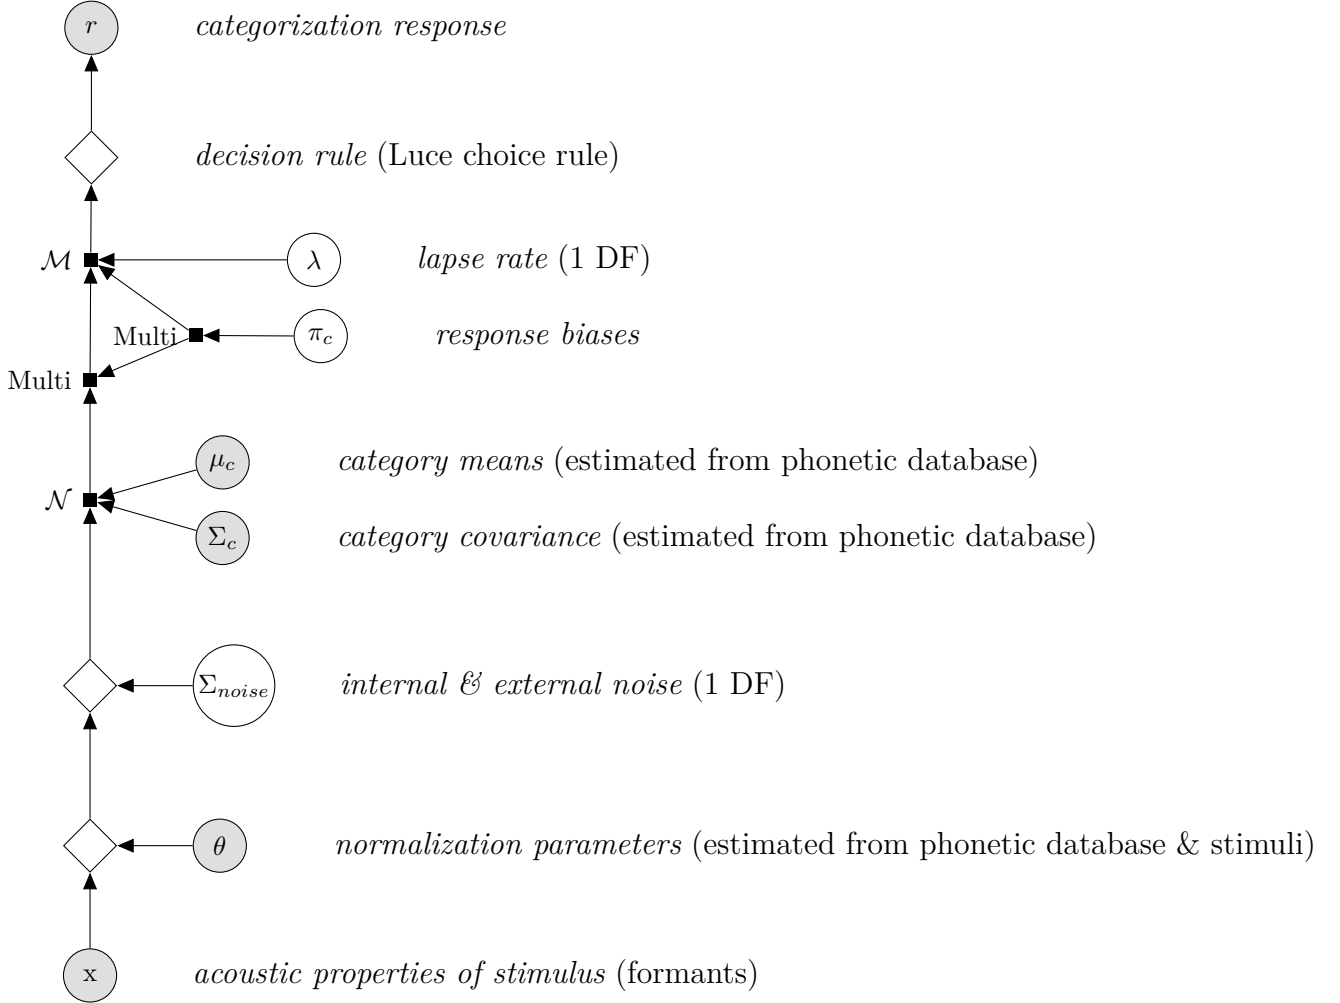 r categorization response
decision rule (Luce choice rule)
ℳ λ lapse rate (1 DF)
Multi π_c response biases
Multi
μ_c category means (estimated from phonetic database)
𝒩
Σ_c category covariance (estimated from phonetic database)
Σ_noise internal & external noise (1 DF)
θ normalization parameters (estimated from phonetic database & stimuli)
x acoustic properties of stimulus (formants)